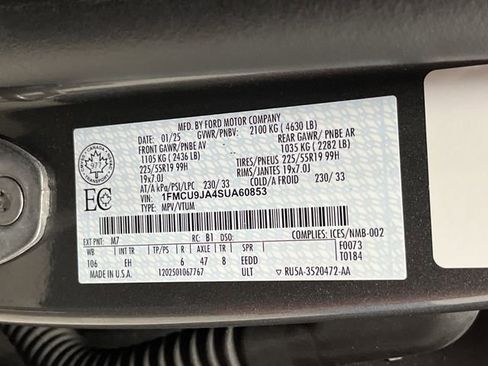 MFD. BY FORD MOTOR COMPANY
01/25 GVWR/PNBV: 2100 KG ( 4630 LB)
FRONT GAWR/PNBE AV REAR GAWR/PNBE AR
1105 KG ( 2436 LB) 1035 KG ( 2282 LB)
225/55R19 99H TIRES/PNEUS 225/55R19 99H
19x7.0J RIMS/JANTES 19x7.0J
AT/A kPa/PSI/LPC 230/ 33 COLD/A FROID 230/ 33
VIN: 1FMCU9JA4SUA60853
TYPE: MPV/VTUM
97
EC
EXT PNT: M7 RC: B1 DSO: COMPLIES: ICES/NMB-002
WB INT TR TP/PS R AXLE TR SPR F0073
106 EH 6 47 8 EEDD T0184
1202501067767 ULT RU5A-3520472-AA